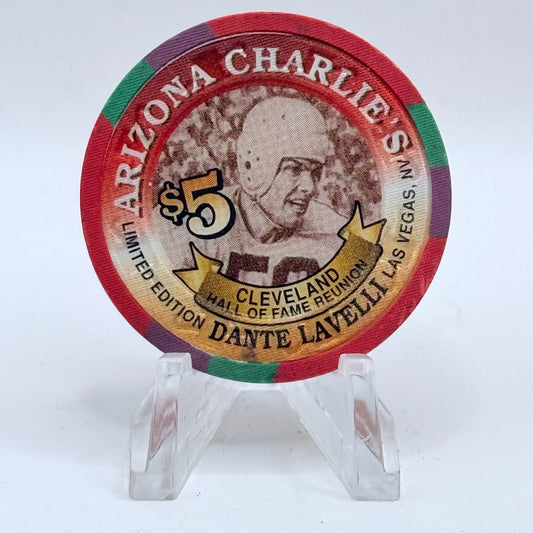 ARIZONA CHARLIE'S
$5
CLEVELAND
HALL OF FAME REUNION
LIMITED EDITION
DANTE LAVELLI
LAS VEGAS, NV